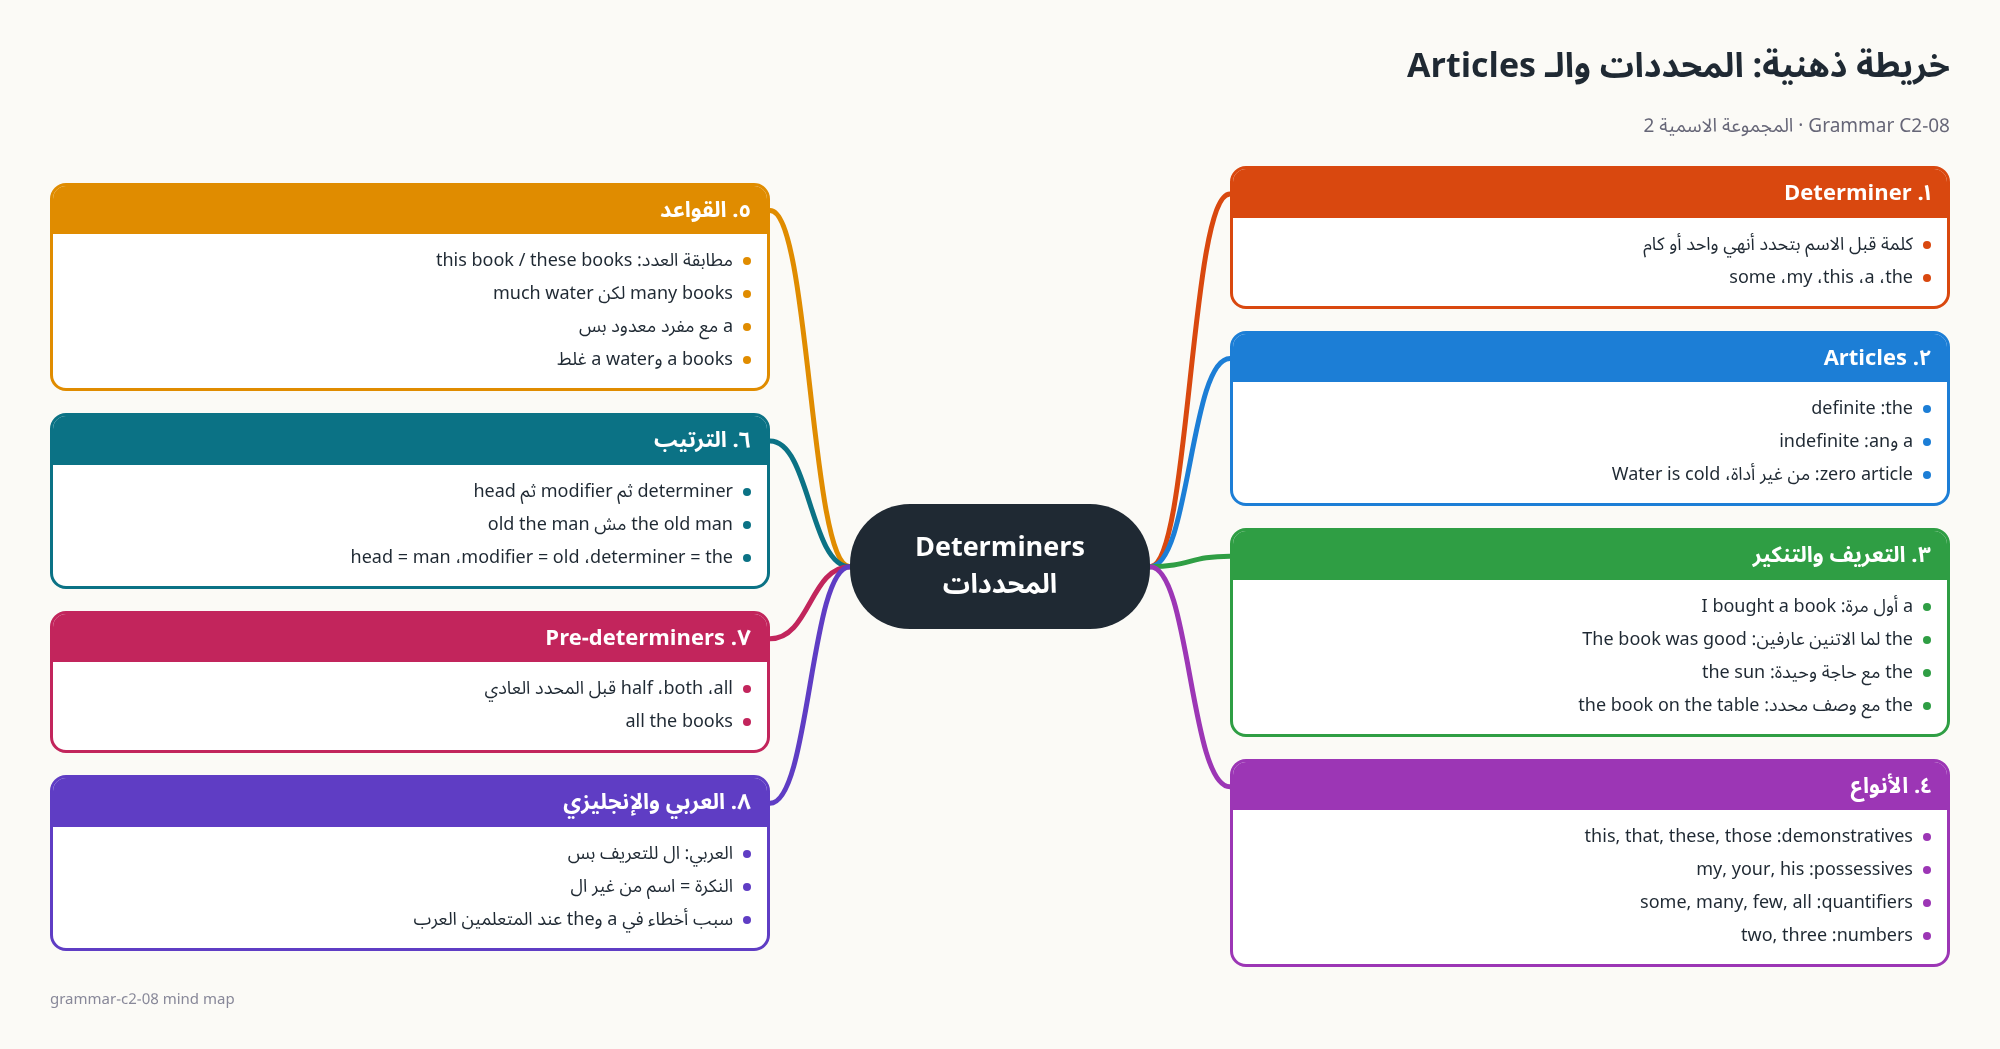 خريطة ذهنية: المحددات والـ Articles
Grammar C2-08 · المجموعة الاسمية 2
١. Determiner
كلمة قبل الاسم بتحدد أنهي واحد أو كام
the، a، this، my، some
٢. Articles
the: definite
a وan: indefinite
zero article: من غير أداة، Water is cold
٣. التعريف والتنكير
a أول مرة: I bought a book
the لما الاتنين عارفين: The book was good
the مع حاجة وحيدة: the sun
the مع وصف محدد: the book on the table
٤. الأنواع
demonstratives: this, that, these, those
possessives: my, your, his
quantifiers: some, many, few, all
numbers: two, three
Determiners
المحددات
٥. القواعد
مطابقة العدد: this book / these books
many books لكن much water
a مع مفرد معدود بس
a books وa water غلط
٦. الترتيب
determiner ثم modifier ثم head
the old man مش old the man
determiner = the، modifier = old، head = man
٧. Pre-determiners
all، both، half قبل المحدد العادي
all the books
٨. العربي والإنجليزي
العربي: ال للتعريف بس
النكرة = اسم من غير ال
سبب أخطاء في a وthe عند المتعلمين العرب
grammar-c2-08 mind map